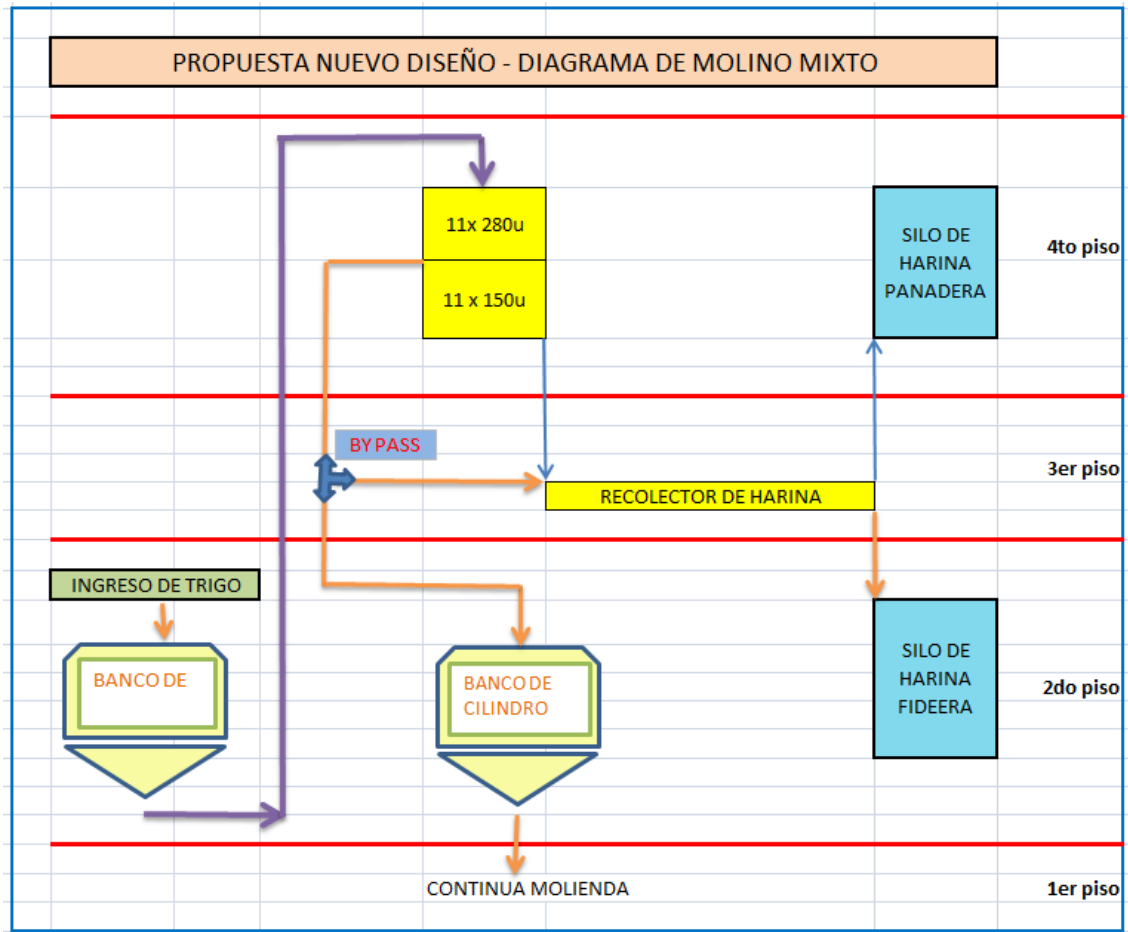 PROPUESTA NUEVO DISEÑO - DIAGRAMA DE MOLINO MIXTO
11x 280u
11 x 150u
SILO DE
HARINA
PANADERA
4to piso
BY PASS
3er piso
RECOLECTOR DE HARINA
INGRESO DE TRIGO
BANCO DE
BANCO DE
CILINDRO
SILO DE
HARINA
FIDEERA
2do piso
CONTINUA MOLIENDA
1er piso